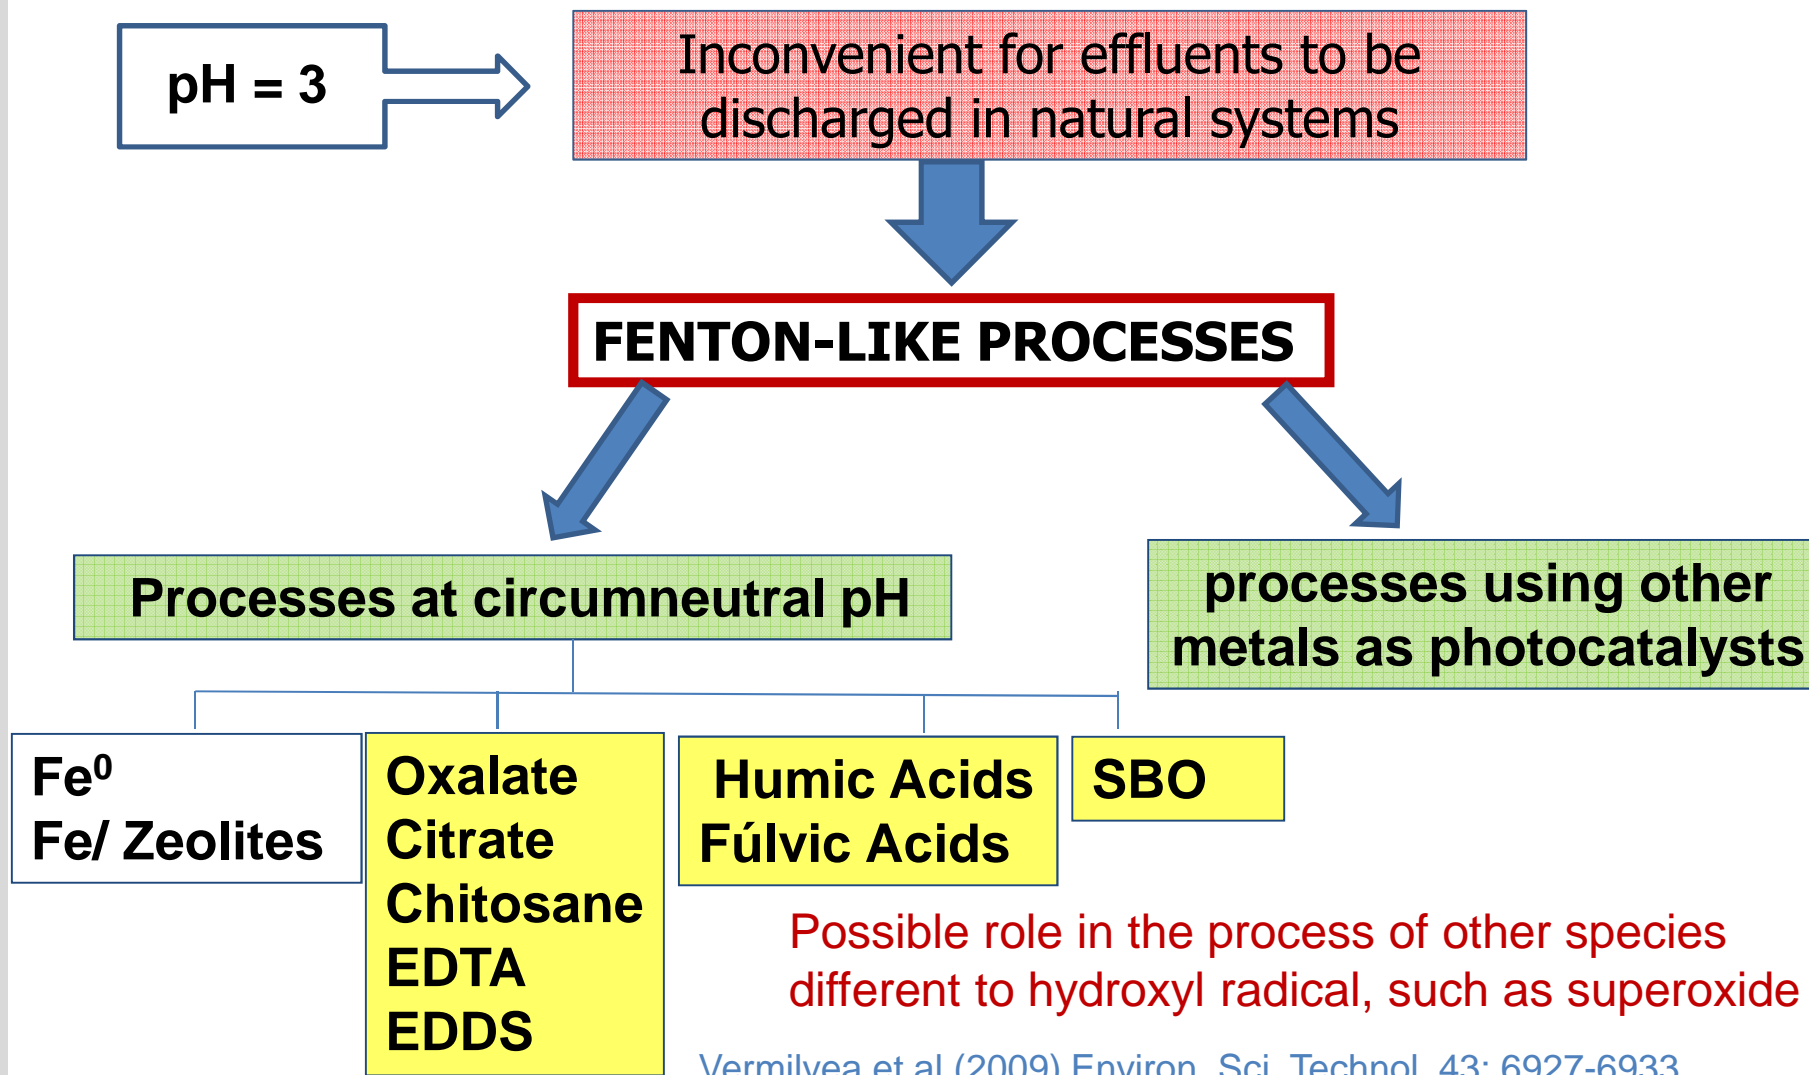 pH = 3
Inconvenient for effluents to be
discharged in natural systems
FENTON-LIKE PROCESSES
Processes at circumneutral pH
processes using other
metals as photocatalysts
Fe⁰
Fe/ Zeolites
Oxalate
Citrate
Chitosane
EDTA
EDDS
Humic Acids
Fúlvic Acids
SBO
Possible role in the process of other species
different to hydroxyl radical, such as superoxide
Vermilyea et al (2009) Environ. Sci. Technol. 43: 6927-6933